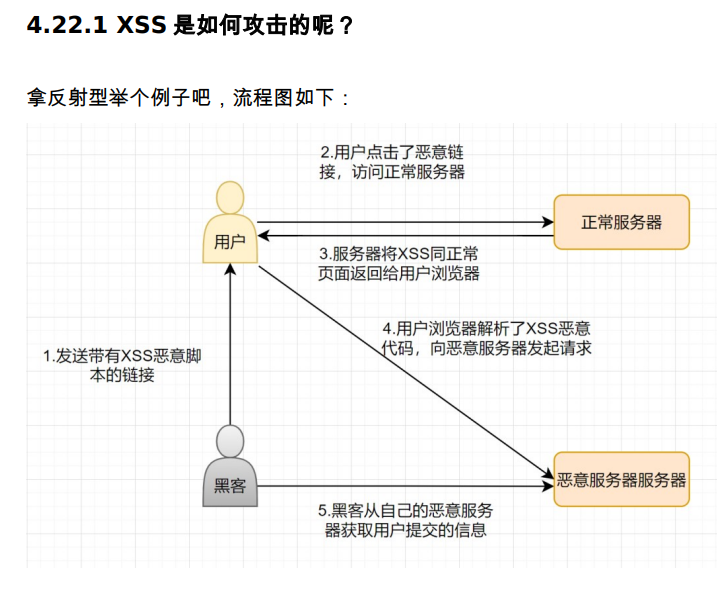 4.22.1 XSS 是如何攻击的呢？
拿反射型举个例子吧，流程图如下：
2.用户点击了恶意链
接，访问正常服务器
正常服务器
用户
3.服务器将XSS同正常
页面返回给用户浏览器
4.用户浏览器解析了XSS恶意
代码，向恶意服务器发起请求
1.发送带有XSS恶意脚
本的链接
黑客
恶意服务器服务器
5.黑客从自己的恶意服务
器获取用户提交的信息